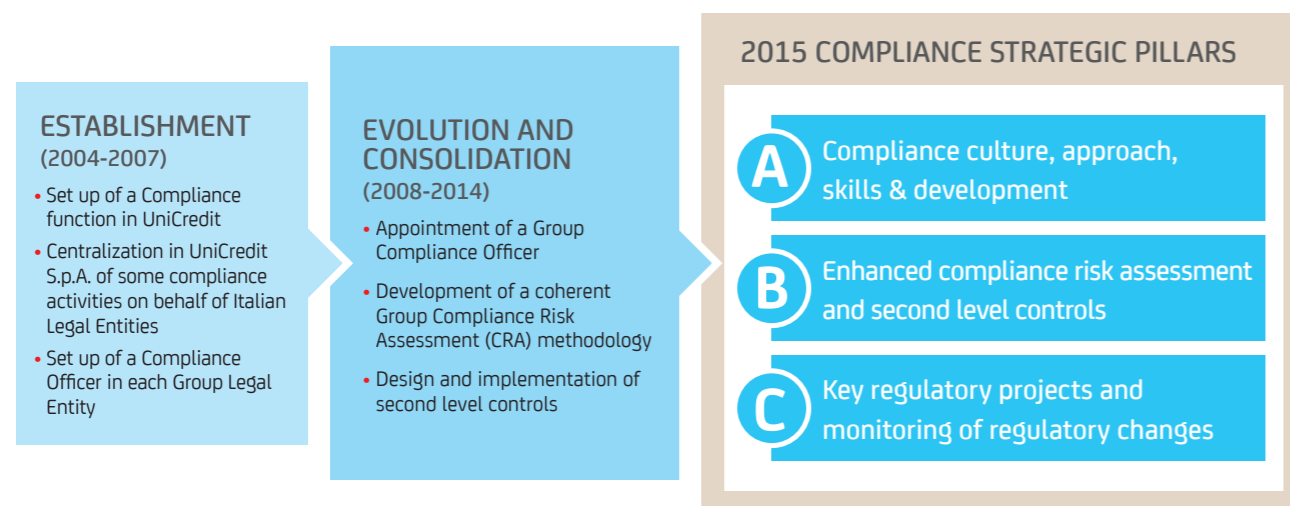 ESTABLISHMENT
(2004-2007)
• Set up of a Compliance
function in UniCredit
• Centralization in UniCredit
S.p.A. of some compliance
activities on behalf of Italian
Legal Entities
• Set up of a Compliance
Officer in each Group Legal
Entity
EVOLUTION AND
CONSOLIDATION
(2008-2014)
• Appointment of a Group
Compliance Officer
• Development of a coherent
Group Compliance Risk
Assessment (CRA) methodology
• Design and implementation of
second level controls
2015 COMPLIANCE STRATEGIC PILLARS
A
Compliance culture, approach,
skills & development
B
Enhanced compliance risk assessment
and second level controls
C
Key regulatory projects and
monitoring of regulatory changes